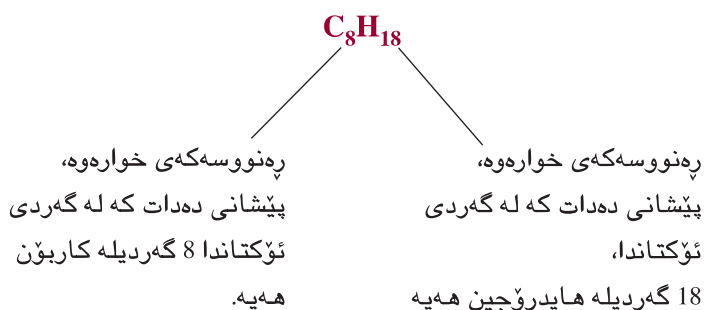 C₈H₁₈
ڕەنووسەکەی خوارەوە،
پێشانی دەدات کە لە گەردی
ئۆکتاندا،
18 گەردیلە هایدرۆجین هەیە
ڕەنووسەکەی خوارەوە،
پێشانی دەدات کە لە گەردی
ئۆکتاندا 8 گەردیلە کاربۆن
هەیە.